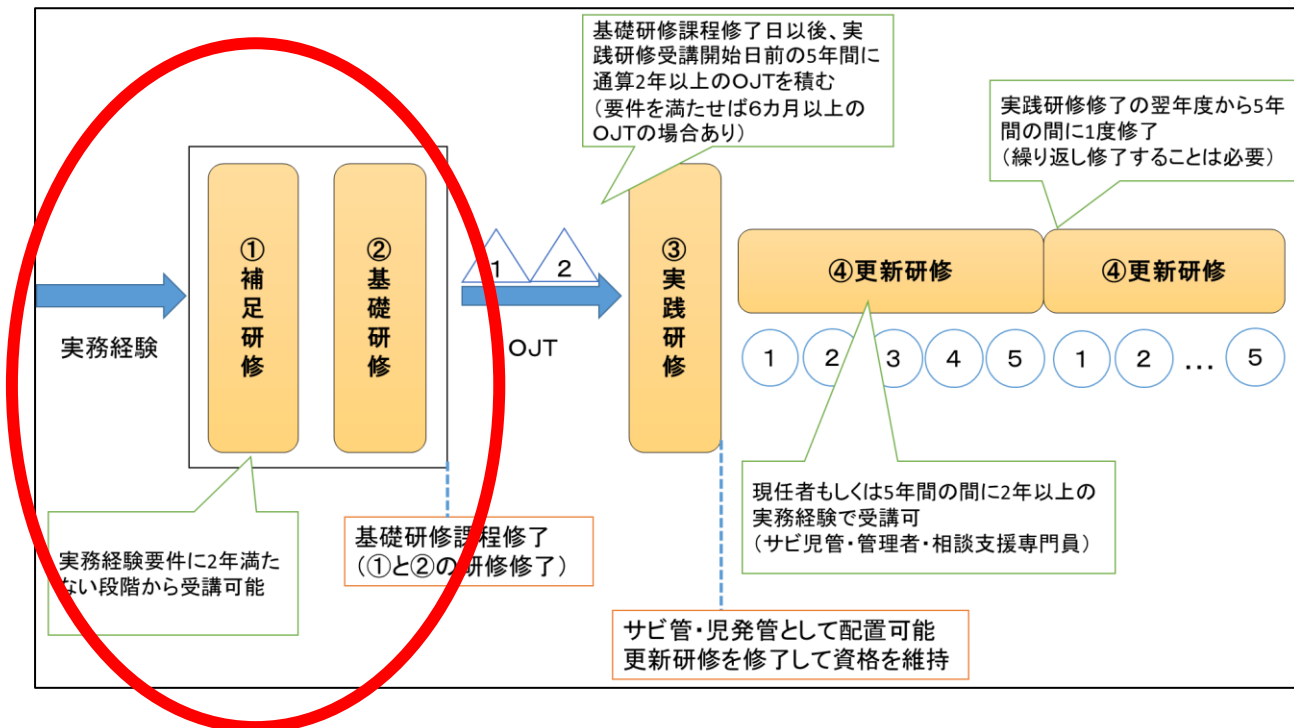 基礎研修課程修了日以後、実
践研修受講開始日前の5年間に
通算2年以上のOJTを積む
（要件を満たせば6カ月以上の
OJTの場合あり）
実践研修修了の翌年度から5年
間の間に1度修了
（繰り返し修了することは必要）
実務経験
①補足研修
②基礎研修
1
2
OJT
③実践研修
④更新研修
④更新研修
1
2
3
4
5
1
2
…
5
実務経験要件に2年満た
ない段階から受講可能
基礎研修課程修了
（①と②の研修修了）
現任者もしくは5年間の間に2年以上の
実務経験で受講可
（サビ児管・管理者・相談支援専門員）
サビ管・児発管として配置可能
更新研修を修了して資格を維持